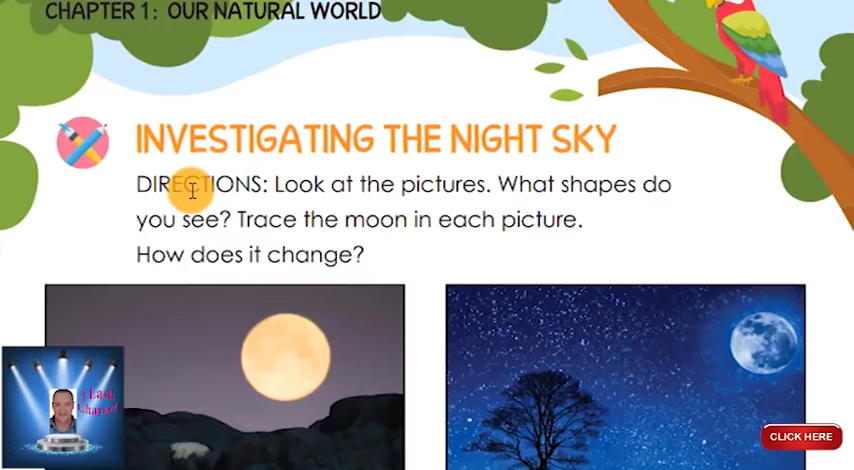 CHAPTER 1: OUR NATURAL WORLD
INVESTIGATING THE NIGHT SKY
DIRECTIONS: Look at the pictures. What shapes do
you see? Trace the moon in each picture.
How does it change?
Channel
CLICK HERE